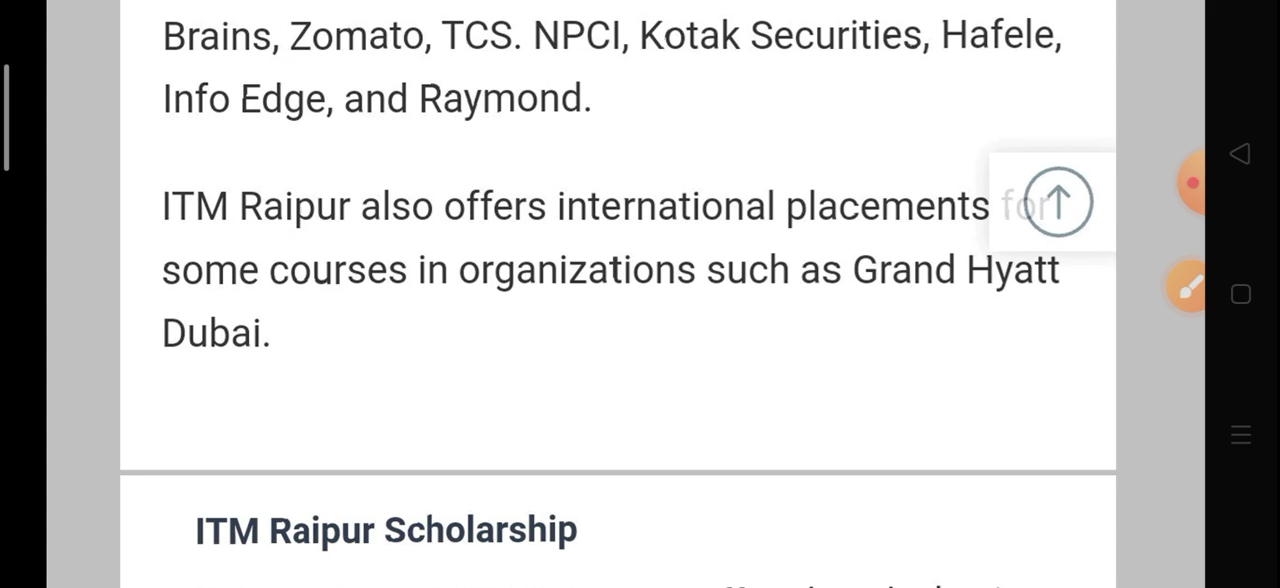 Brains, Zomato, TCS. NPCI, Kotak Securities, Hafele,
Info Edge, and Raymond.
ITM Raipur also offers international placements for
some courses in organizations such as Grand Hyatt
Dubai.
ITM Raipur Scholarship